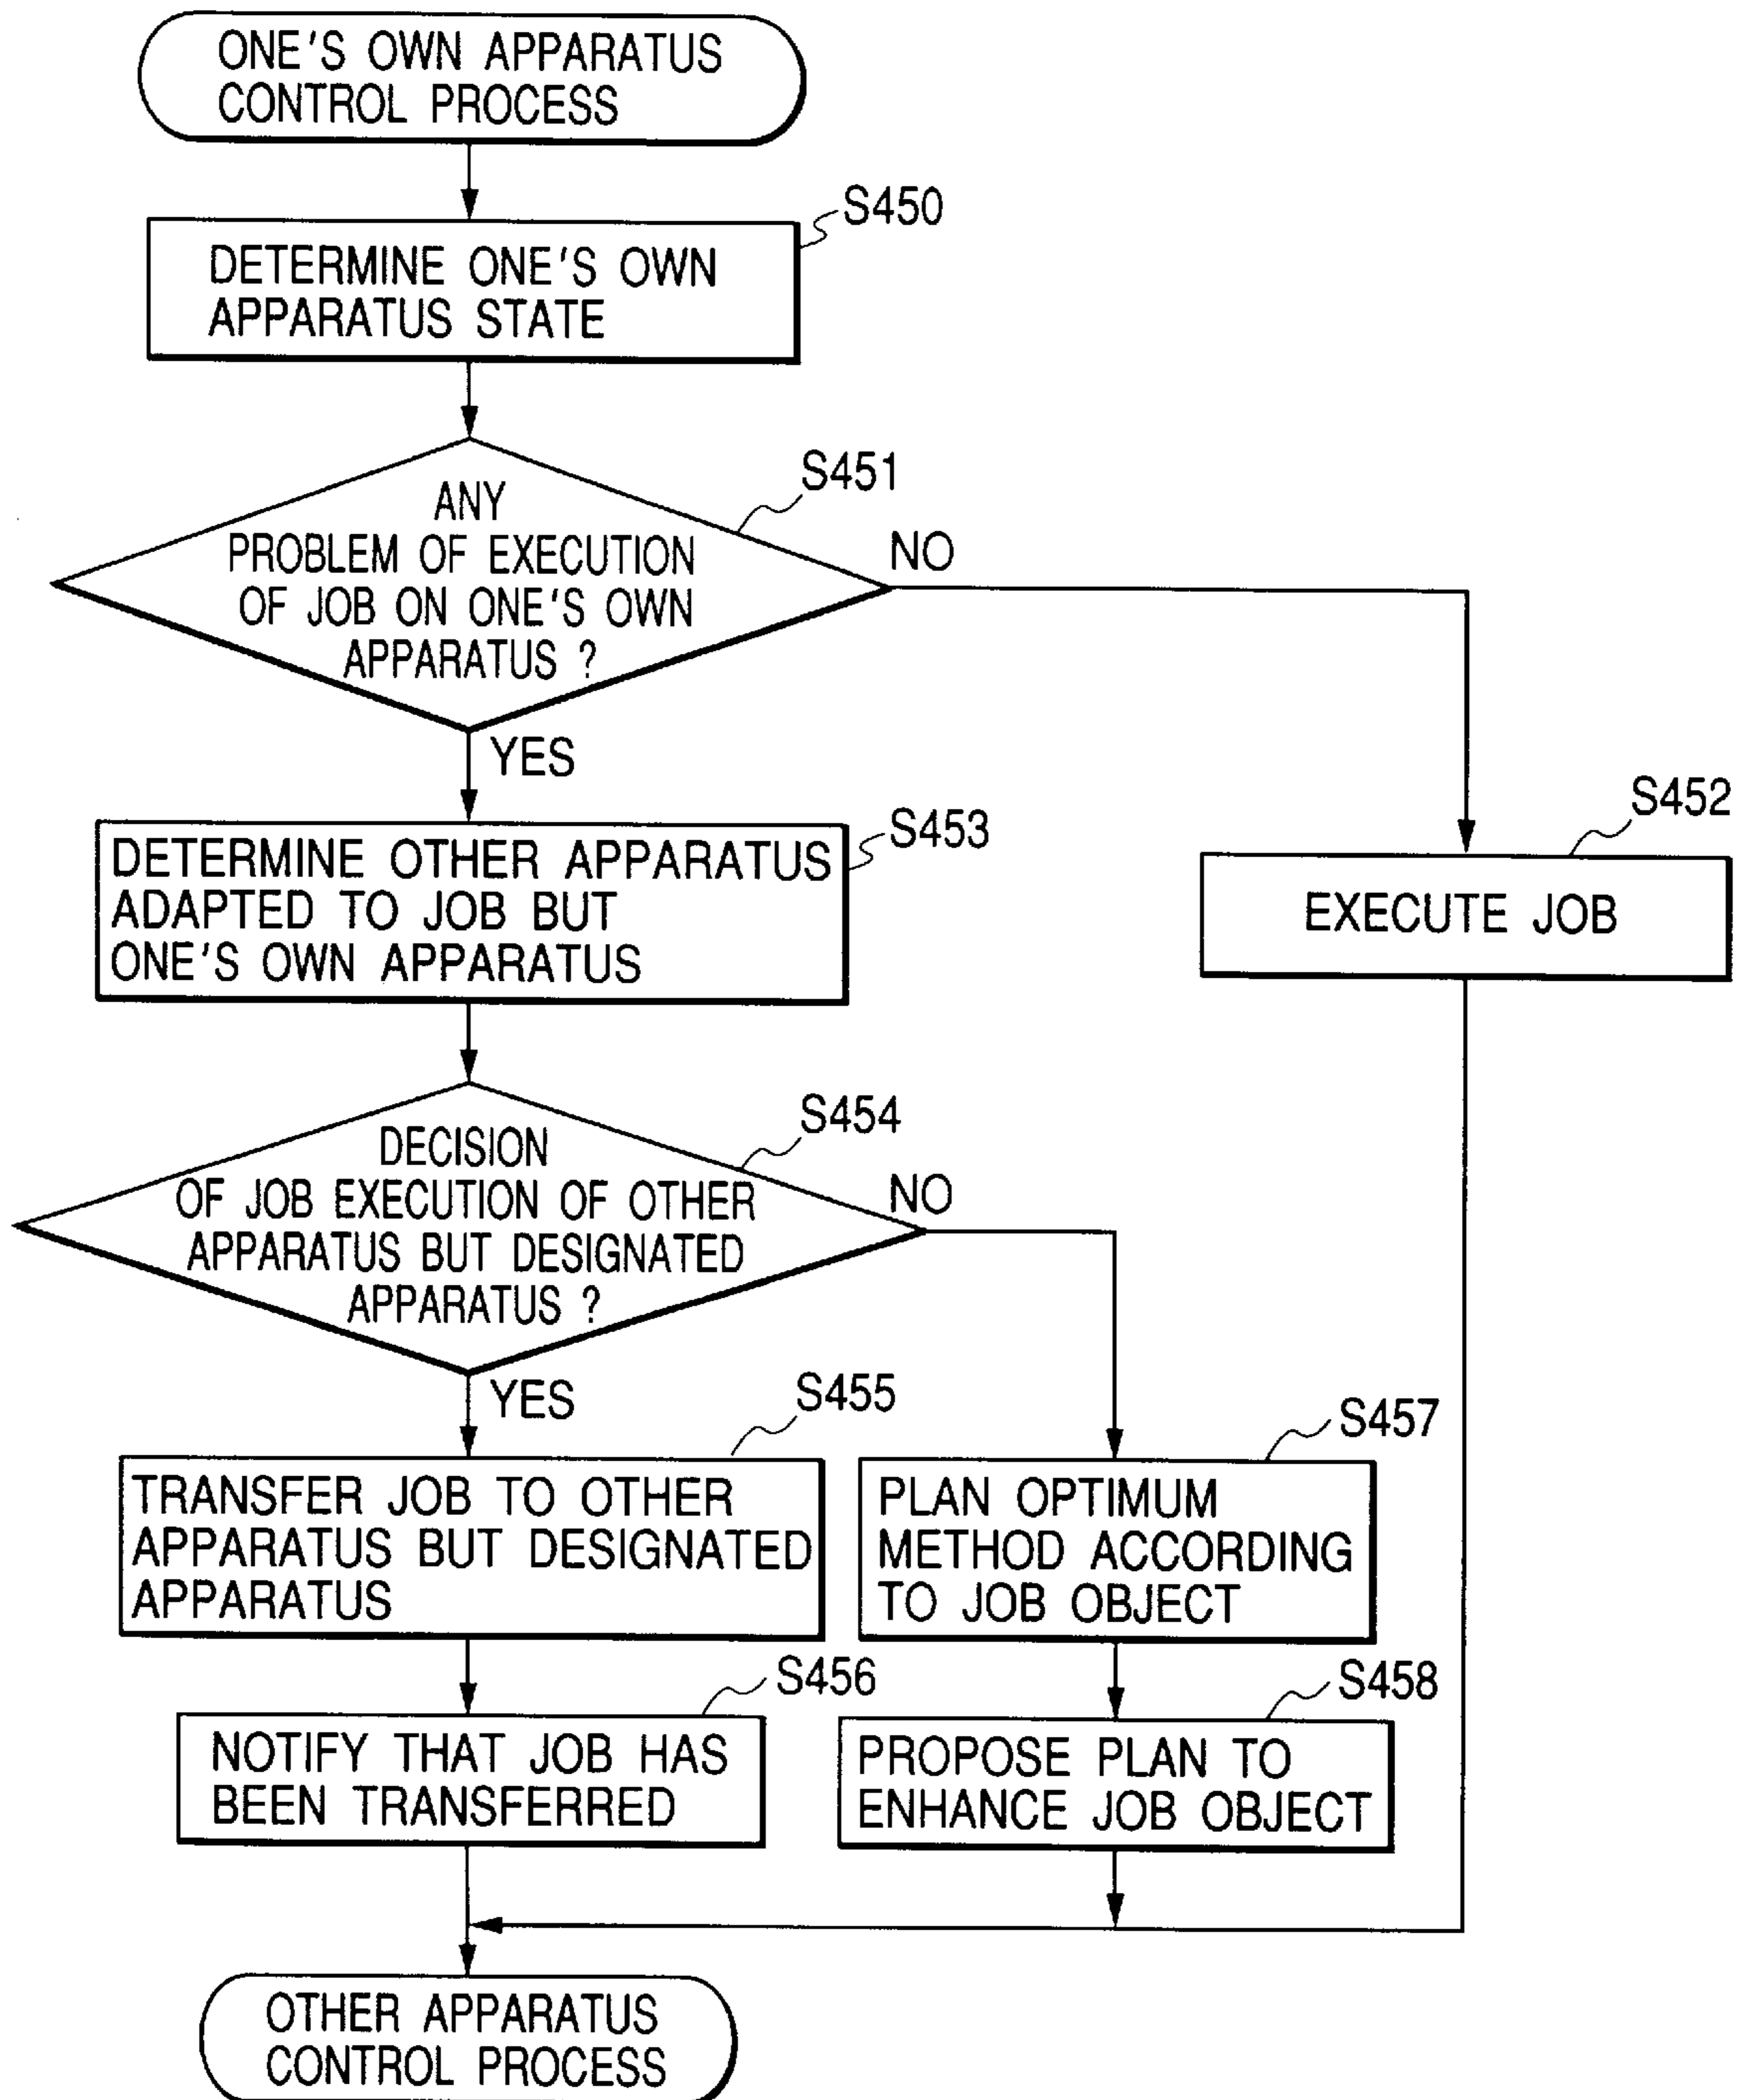 ONE'S OWN APPARATUS
CONTROL PROCESS
S450
DETERMINE ONE'S OWN
APPARATUS STATE
S451
ANY
PROBLEM OF EXECUTION
OF JOB ON ONE'S OWN
APPARATUS ?
NO
YES
S452
EXECUTE JOB
S453
DETERMINE OTHER APPARATUS
ADAPTED TO JOB BUT
ONE'S OWN APPARATUS
S454
DECISION
OF JOB EXECUTION OF OTHER
APPARATUS BUT DESIGNATED
APPARATUS ?
NO
YES
S455
TRANSFER JOB TO OTHER
APPARATUS BUT DESIGNATED
APPARATUS
S457
PLAN OPTIMUM
METHOD ACCORDING
TO JOB OBJECT
S456
NOTIFY THAT JOB HAS
BEEN TRANSFERRED
S458
PROPOSE PLAN TO
ENHANCE JOB OBJECT
OTHER APPARATUS
CONTROL PROCESS